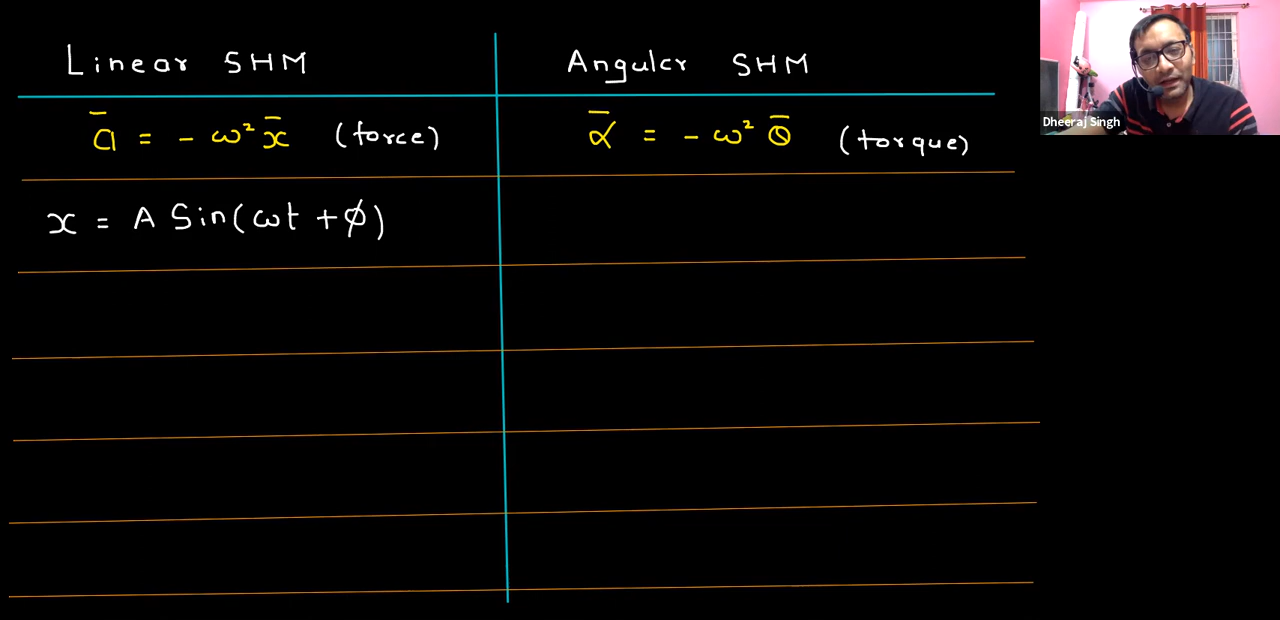 Linear SHM
Angular SHM
a̅ = - ω² x̅ (force)
α̅ = - ω² θ̅ (torque)
x = A Sin(ωt + ϕ)
Dheeraj Singh